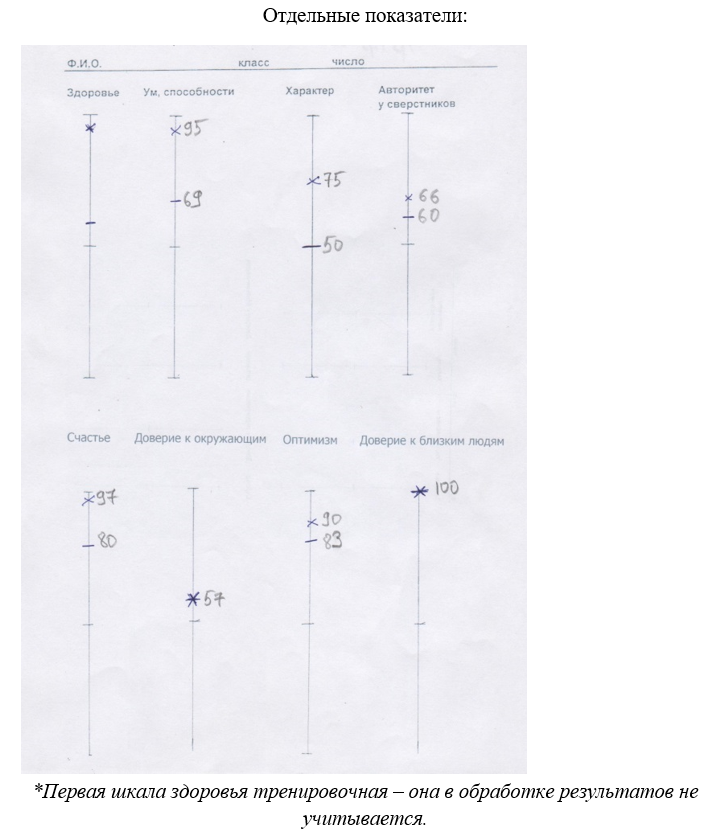 Отдельные показатели:
Ф.И.О. класс число
Здоровье Ум, способности Характер Авторитет у сверстников
95
75
69
66
60
50
Счастье Доверие к окружающим Оптимизм Доверие к близким людям
97
100
90
80
83
57
*Первая шкала здоровья тренировочная – она в обработке результатов не
учитывается.